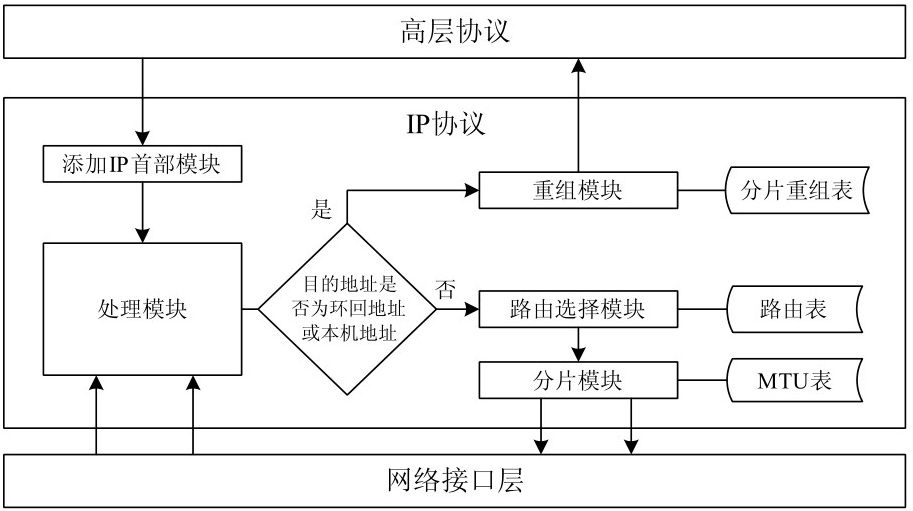 高层协议
IP协议
添加IP首部模块
重组模块
分片重组表
是
处理模块
目的地址是
否为环回地址
或本机地址
否
路由选择模块
路由表
分片模块
MTU表
网络接口层